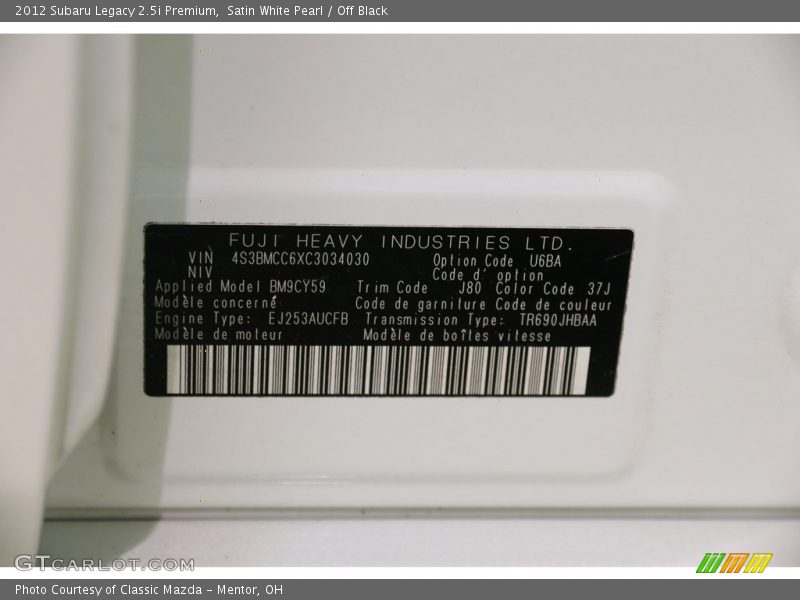 2012 Subaru Legacy 2.5i Premium,  Satin White Pearl / Off Black
FUJI HEAVY INDUSTRIES LTD.
VIN 4S3BMCC6XC3034030 Option Code U6BA
NIV Code d' option
Applied Model BM9CY59 Trim Code J80 Color Code 37J
Modèle concerné Code de garniture Code de couleur
Engine Type: EJ253AUCFB Transmission Type: TR690JHBAA
Modèle de moteur Modèle de boîtes vitesse
GTCARLOT.COM
Photo Courtesy of Classic Mazda - Mentor, OH